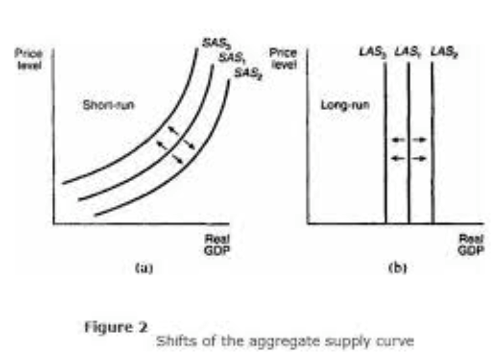 Price
level
SAS₃
SAS₁
SAS₂
Short-run
Real
GDP
(a)
Price
level
LAS₃ LAS₁ LAS₂
Long-run
Real
GDP
(b)
Figure 2
Shifts of the aggregate supply curve